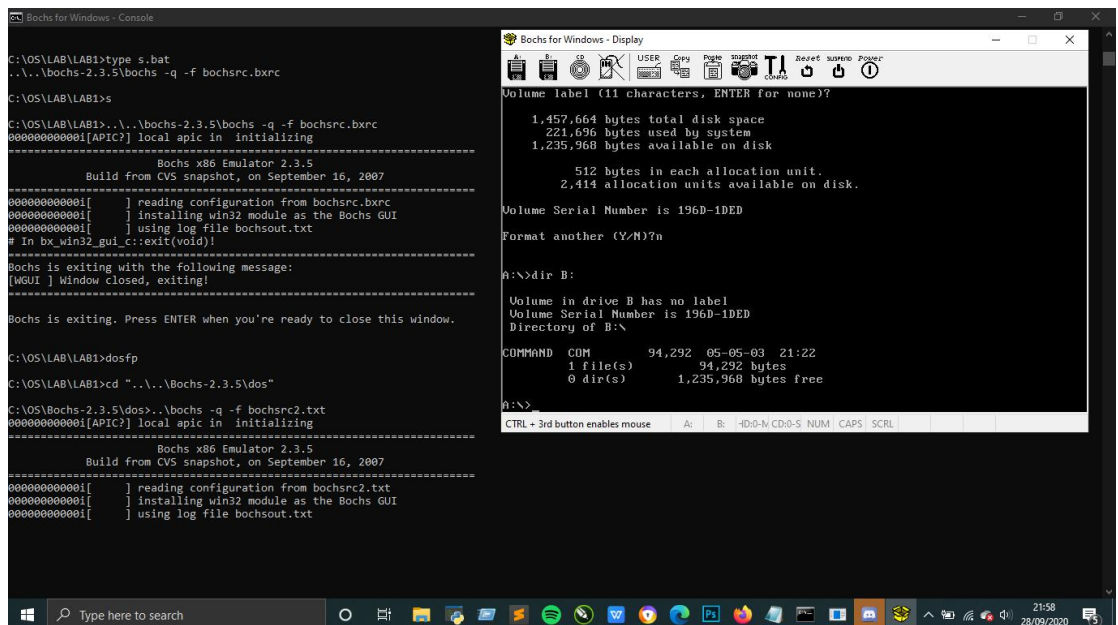 Bochs for Windows - Console
C:\OS\LAB\LAB1>type s.bat
..\..\bochs-2.3.5\bochs -q -f bochsrc.bxrc
C:\OS\LAB\LAB1>s
C:\OS\LAB\LAB1>..\..\bochs-2.3.5\bochs -q -f bochsrc.bxrc
00000000000i[APIC?] local apic in  initializing
========================================================================
Bochs x86 Emulator 2.3.5
Build from CVS snapshot, on September 16, 2007
========================================================================
00000000000i[     ] reading configuration from bochsrc.bxrc
00000000000i[     ] installing win32 module as the Bochs GUI
00000000000i[     ] using log file bochsout.txt
# In bx_win32_gui_c::exit(void)!
========================================================================
Bochs is exiting with the following message:
[WGUI ] Window closed, exiting!
========================================================================
Bochs is exiting. Press ENTER when you're ready to close this window.
C:\OS\LAB\LAB1>dosfp
C:\OS\LAB\LAB1>cd "..\..\Bochs-2.3.5\dos"
C:\OS\Bochs-2.3.5\dos>..\bochs -q -f bochsrc2.txt
00000000000i[APIC?] local apic in  initializing
========================================================================
Bochs x86 Emulator 2.3.5
Build from CVS snapshot, on September 16, 2007
========================================================================
00000000000i[     ] reading configuration from bochsrc2.txt
00000000000i[     ] installing win32 module as the Bochs GUI
00000000000i[     ] using log file bochsout.txt
Bochs for Windows - Display
A: B: CD USER Copy Paste snapshot CONFIG Reset SUSPEND Power
Volume label (11 characters, ENTER for none)?
1,457,664 bytes total disk space
221,696 bytes used by system
1,235,968 bytes available on disk
512 bytes in each allocation unit.
2,414 allocation units available on disk.
Volume Serial Number is 196D-1DED
Format another (Y/N)?n
A:\>dir B:
Volume in drive B has no label
Volume Serial Number is 196D-1DED
Directory of B:\
COMMAND  COM        94,292  05-05-03  21:22
1 file(s)         94,292 bytes
0 dir(s)       1,235,968 bytes free
A:\>_
CTRL + 3rd button enables mouse A: B: HD:0-M CD:0-S NUM CAPS SCRL
Type here to search
W Ps
21:58
28/09/2020
5